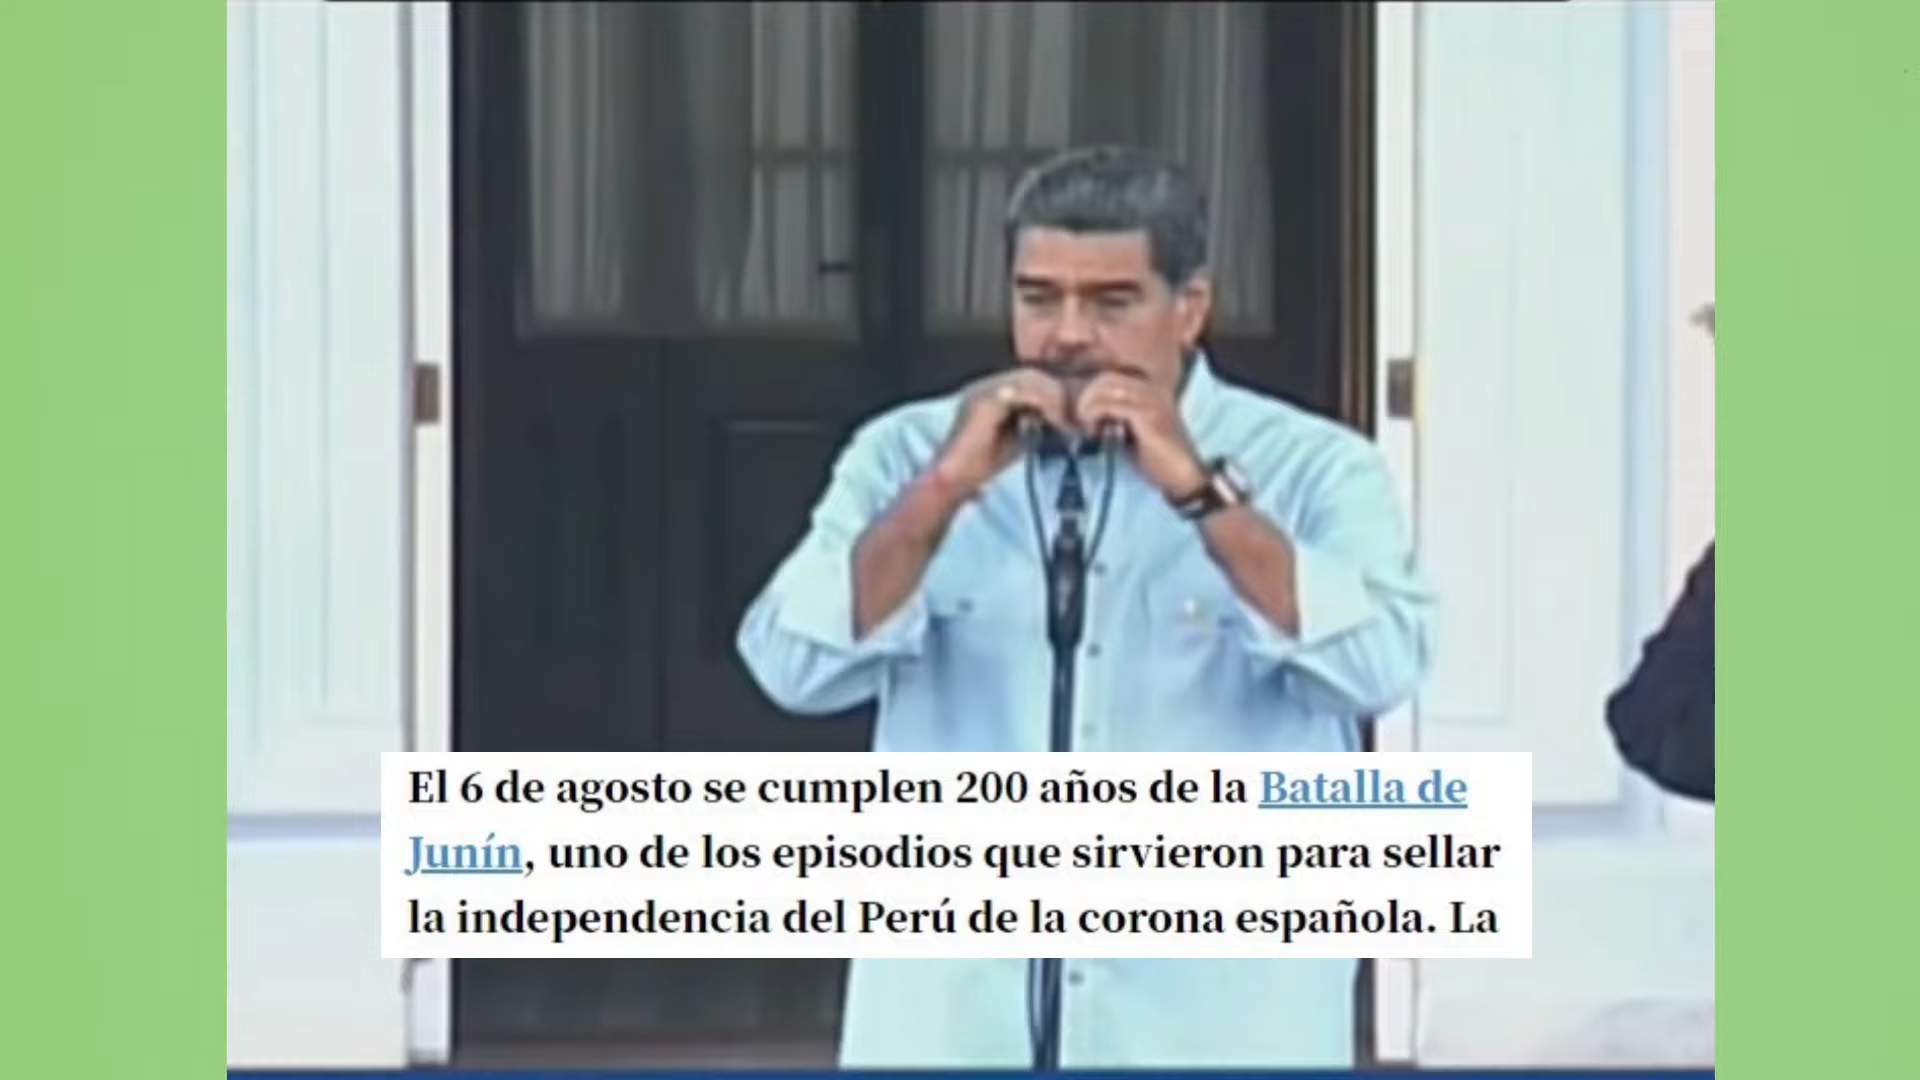 El 6 de agosto se cumplen 200 años de la Batalla de
Junín, uno de los episodios que sirvieron para sellar
la independencia del Perú de la corona española. La